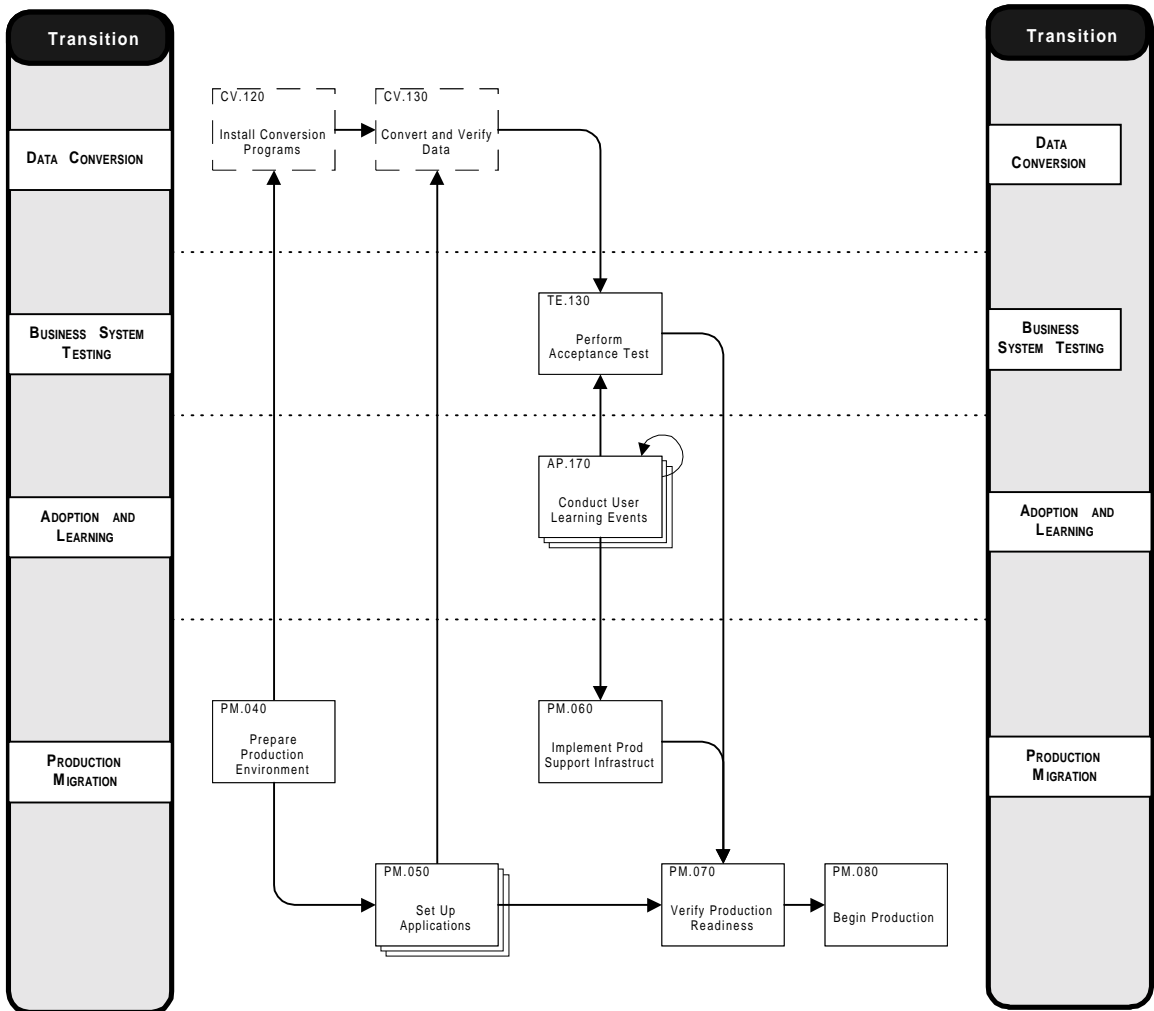 Transition
Transition
CV.120
Install Conversion
Programs
CV.130
Convert and Verify
Data
DATA CONVERSION
DATA
CONVERSION
TE.130
Perform
Acceptance Test
BUSINESS SYSTEM
TESTING
BUSINESS
SYSTEM TESTING
AP.170
Conduct User
Learning Events
ADOPTION AND
LEARNING
ADOPTION AND
LEARNING
PM.040
Prepare
Production
Environment
PM.060
Implement Prod
Support Infrastruct
PRODUCTION
MIGRATION
PRODUCTION
MIGRATION
PM.050
Set Up
Applications
PM.070
Verify Production
Readiness
PM.080
Begin Production